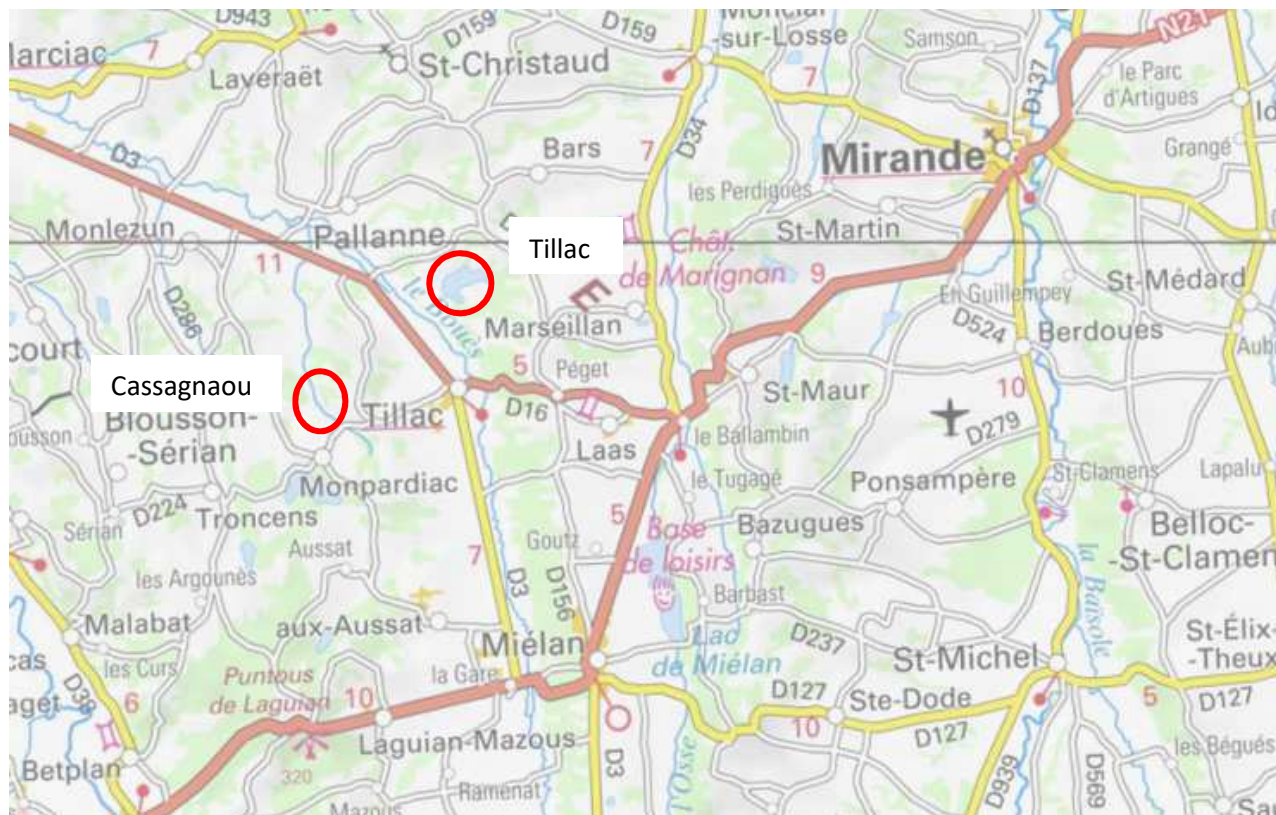 D943
D159
D159
-sur-Losse
Samson
N21
Laveraët
7
St-Christaud
7
D137
le Parc
d'Artigues
D3
Bars
7
D34
Mirande
Grangé
les Perdigués
Monlezun
Pallanne
Tillac
St-Martin
Chât.
de Marignan
9
11
le Bouès
E
St-Médard
D286
Marseillan
En Guillempey
D524
Berdoues
court
5
Péget
Cassagnaou
Tillac
D16
St-Maur
10
Blousson-
-Sérian
Laas
le Ballambin
D279
Monpardiac
le Tugagé
Ponsampère
St-Clamens
D224
Troncens
Sérian
5
Base
de loisirs
Bazugues
Belloc-
-St-Clamen
Aussat
Goutz
les Argounès
7
D3
D156
Barbast
la Baïsole
Malabat
aux-Aussat
Miélan
Lac
de Miélan
D237
St-Élix-
-Theux
les Curs
Puntous
de Laguian
10
la Gare
St-Michel
6
D127
Ste-Dode
5
D127
10
D127
Laguian-Mazous
les Bégués
Betplan
320
D3
l'Osse
D939
D569
Ramenat
Mazous